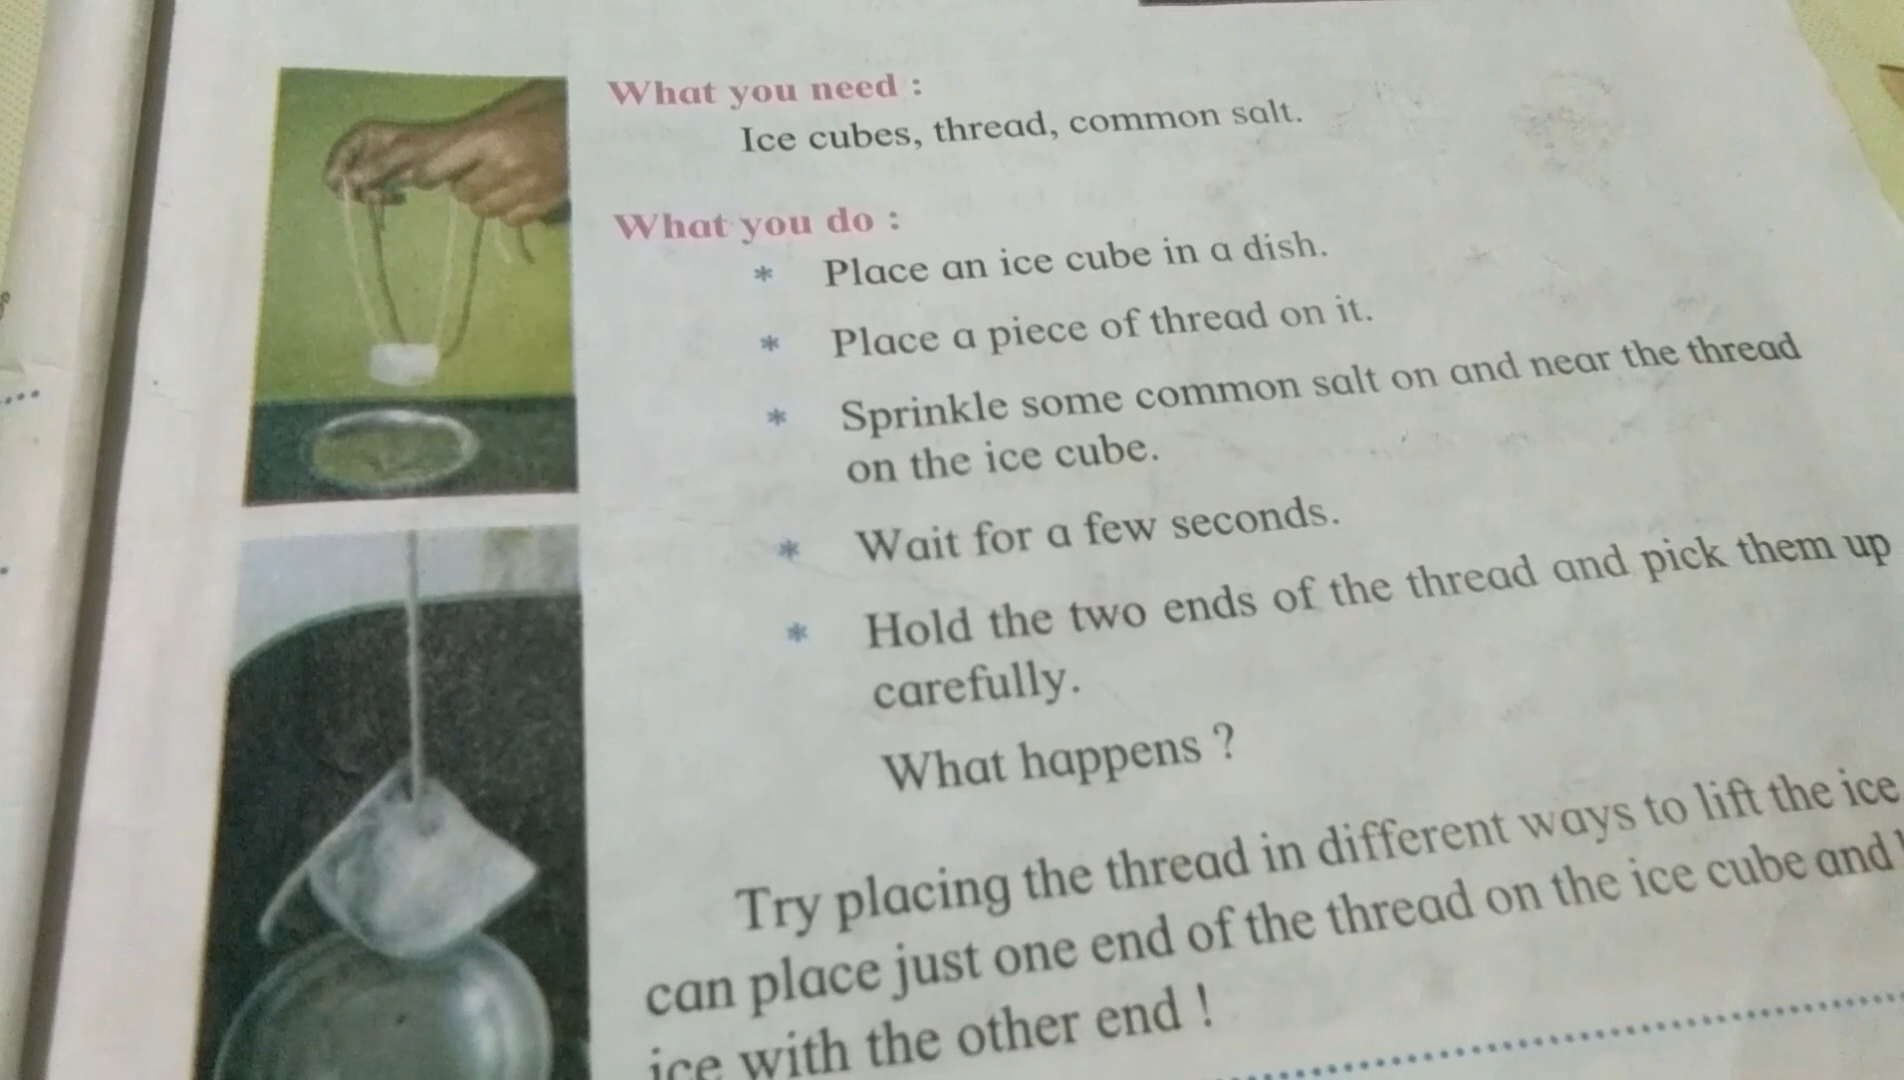 What you need :
Ice cubes, thread, common salt.
What you do :
* Place an ice cube in a dish.
* Place a piece of thread on it.
* Sprinkle some common salt on and near the thread
on the ice cube.
* Wait for a few seconds.
* Hold the two ends of the thread and pick them up
carefully.
What happens ?
Try placing the thread in different ways to lift the ice
can place just one end of the thread on the ice cube and
ice with the other end !